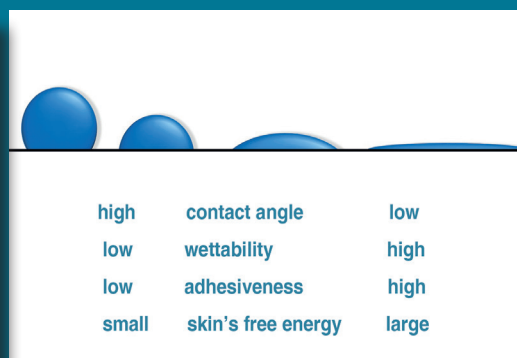 high contact angle low
low wettability high
low adhesiveness high
small skin's free energy large